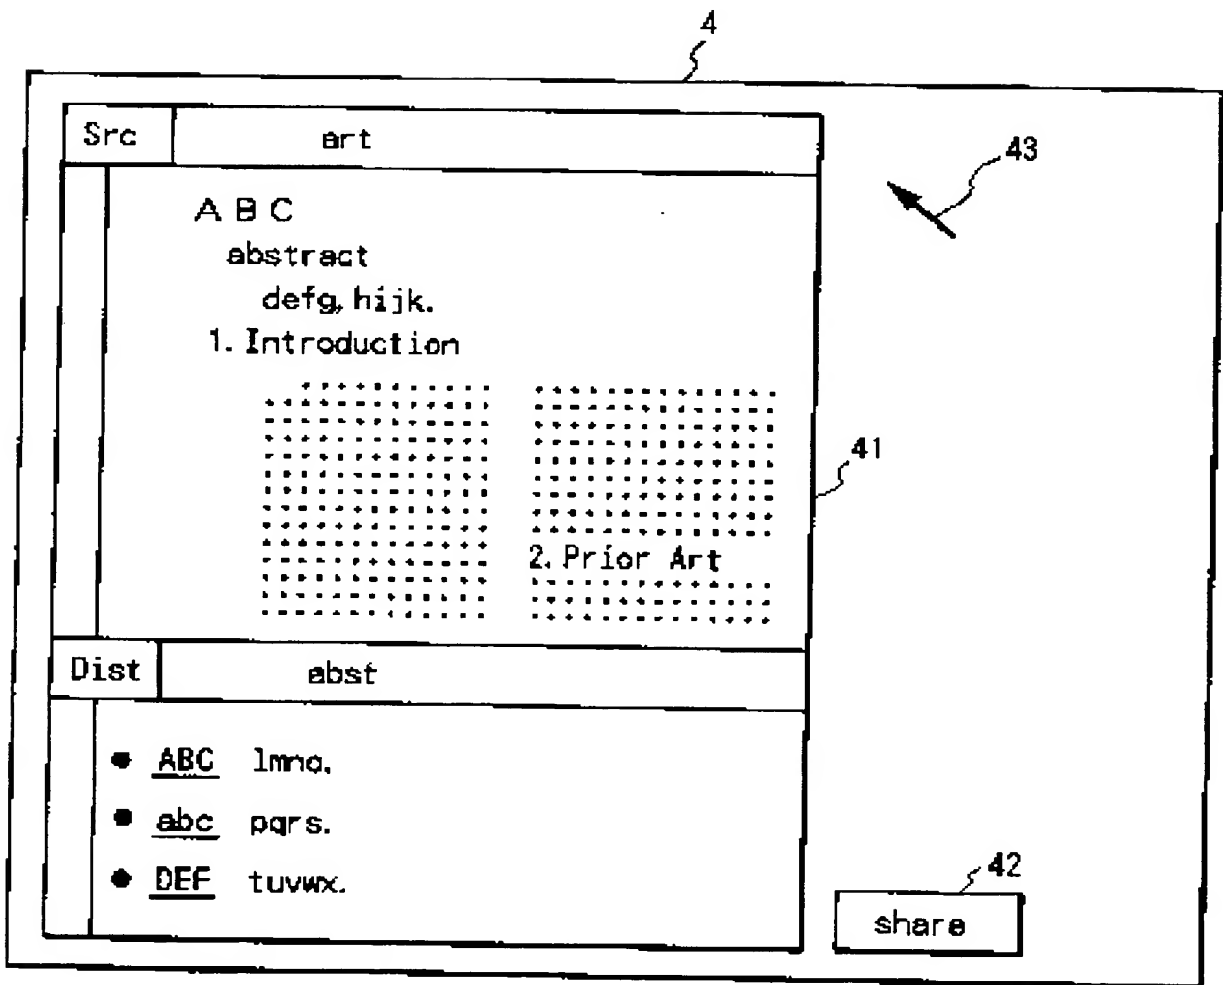 4
Src art
43
A B C
abstract
defg, hijk.
1. Introduction
41
2. Prior Art
Dist abst
ABC lmno.
abc pqrs.
DEF tuvwx.
42
share